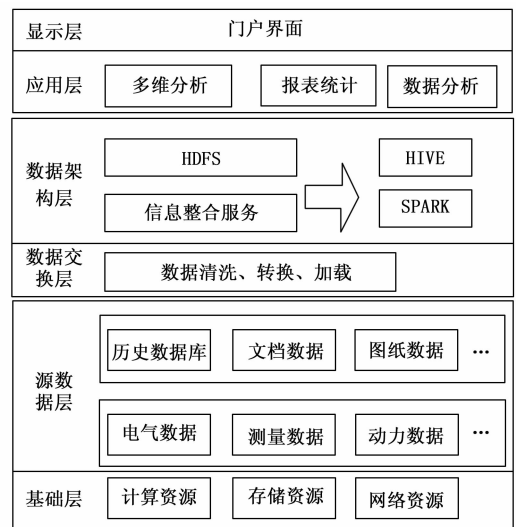 显示层
门户界面
应用层
多维分析
报表统计
数据分析
数据架
构层
HDFS
HIVE
信息整合服务
SPARK
数据交
换层
数据清洗、转换、加载
源数
据层
历史数据库
文档数据
图纸数据
...
电气数据
测量数据
动力数据
...
基础层
计算资源
存储资源
网络资源